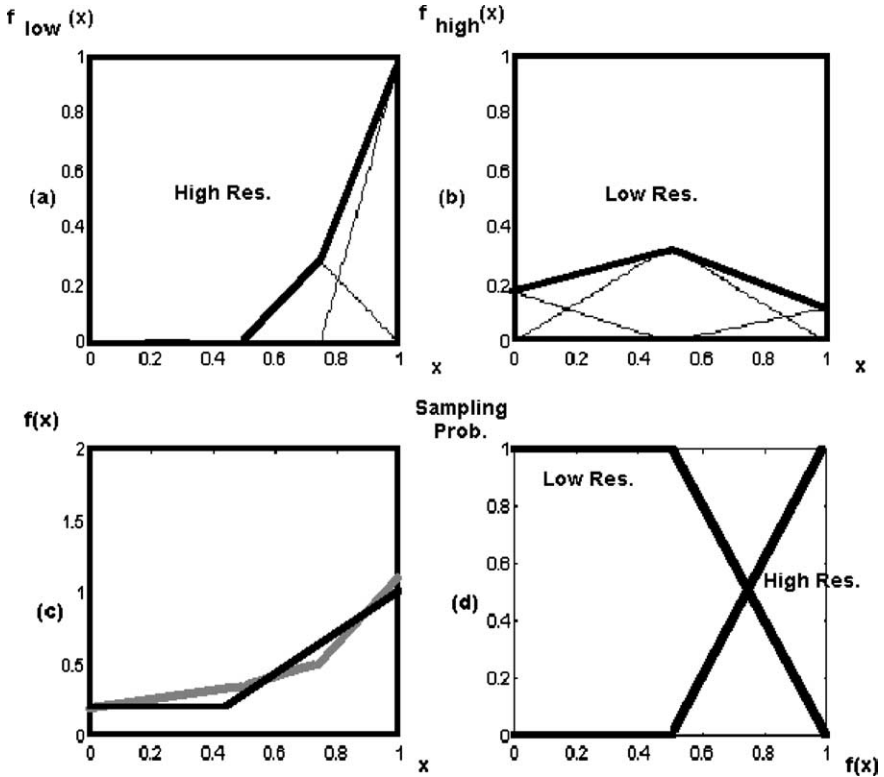 f low (x)
1
0.8
0.6
0.4
0.2
0
(a)
High Res.
0 0.2 0.4 0.6 0.8 1
x
f high (x)
1
0.8
0.6
0.4
0.2
0
(b)
Low Res.
0 0.2 0.4 0.6 0.8 1
x
f(x)
2
1.5
1
0.5
0
(c)
0 0.2 0.4 0.6 0.8 1
x
Sampling
Prob.
1
0.8
0.6
0.4
0.2
0
Low Res.
High Res.
(d)
0 0.2 0.4 0.6 0.8 1
f(x)